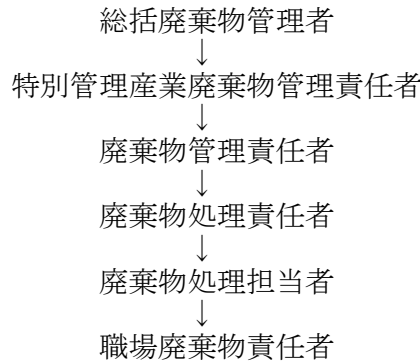 総括廃棄物管理者
↓
特別管理産業廃棄物管理責任者
↓
廃棄物管理責任者
↓
廃棄物処理責任者
↓
廃棄物処理担当者
↓
職場廃棄物責任者